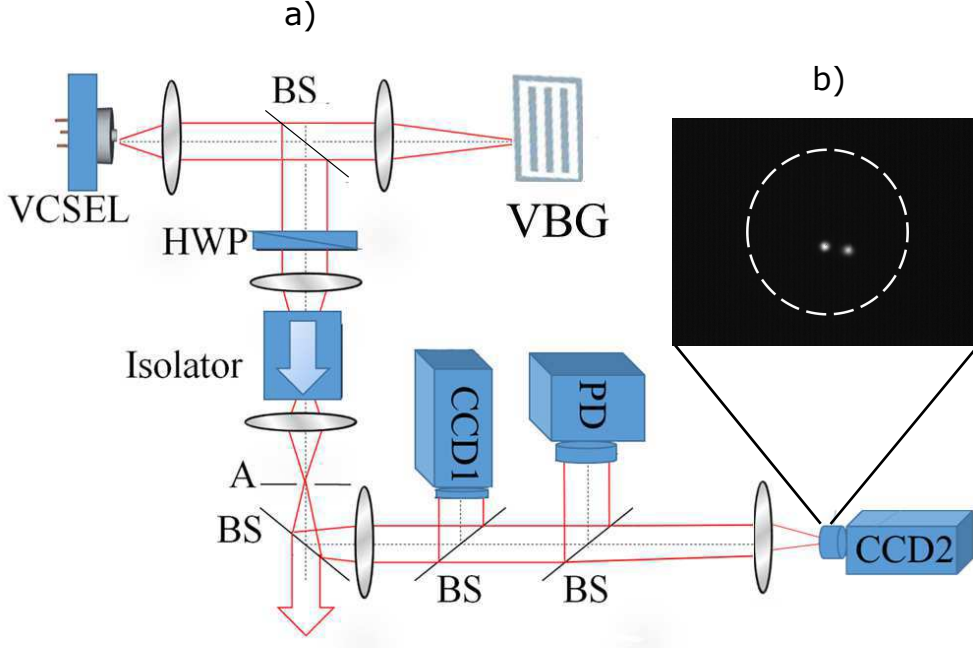 a)
BS
b)
VCSEL
VBG
HWP
Isolator
CCD1
PD
A
BS
CCD2
BS
BS